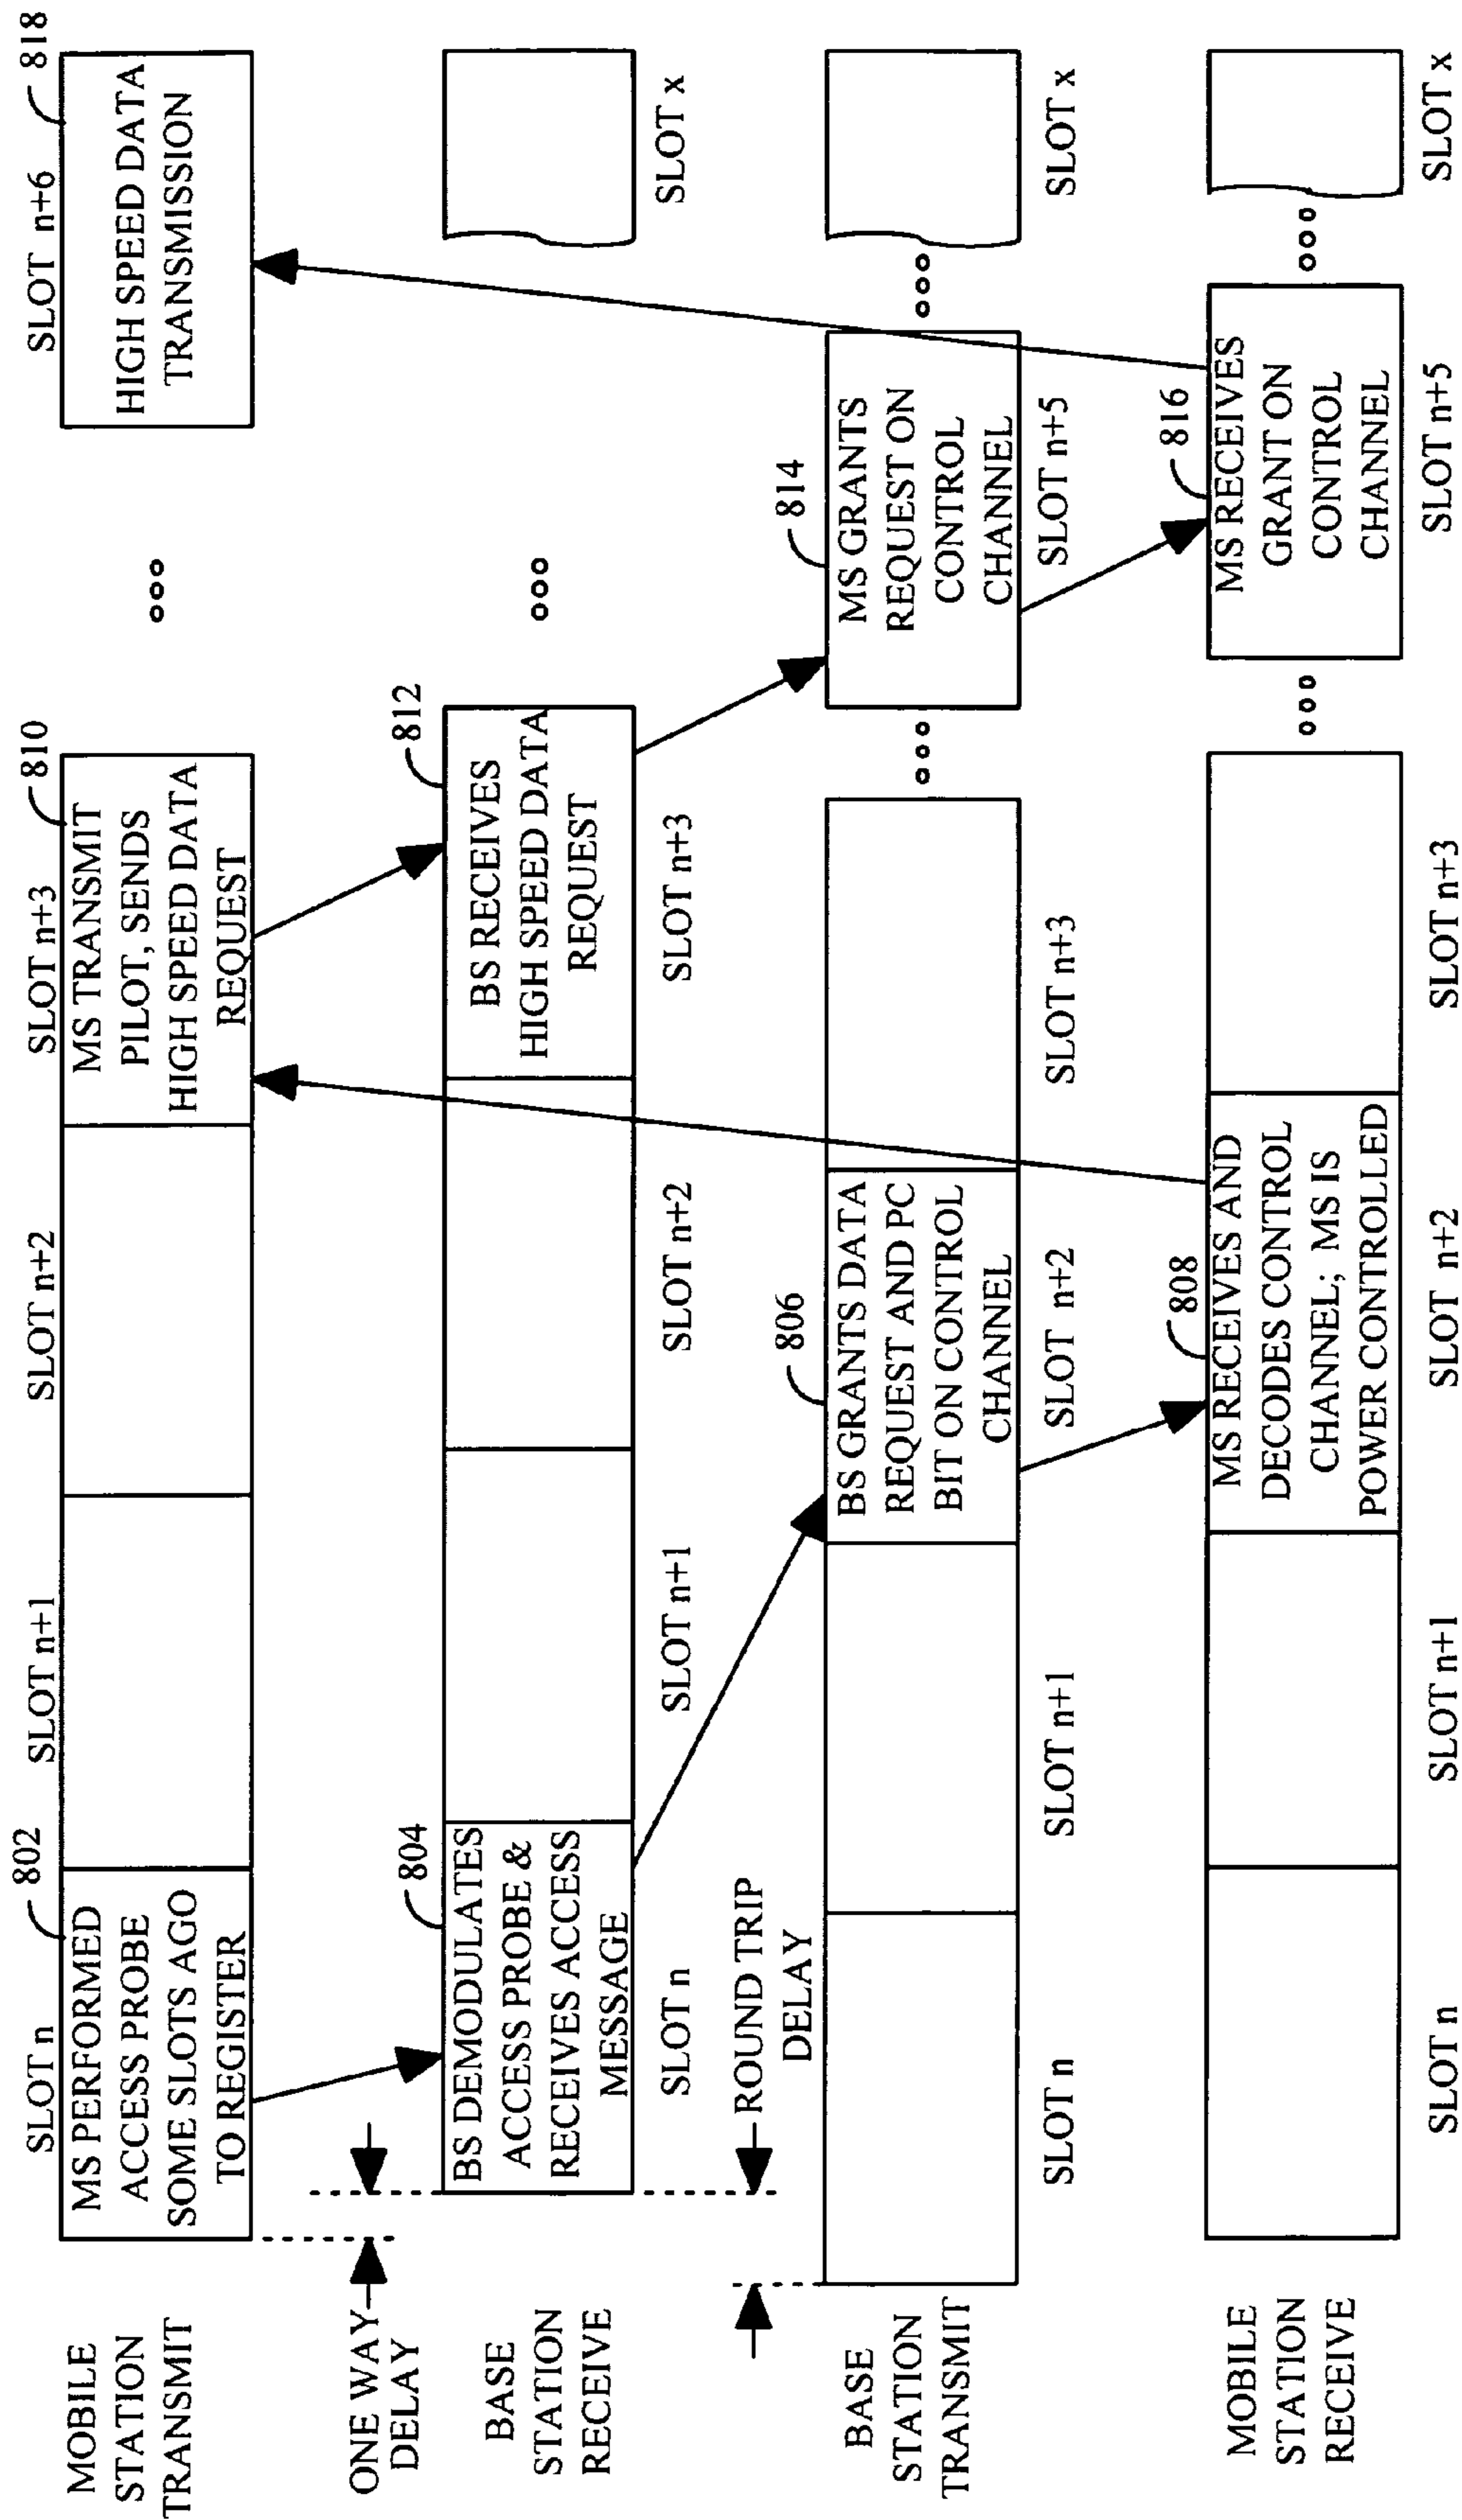 SLOT n
802
SLOT n+1
SLOT n+2
SLOT n+3
810
SLOT n+6
818
MOBILE
STATION
TRANSMIT
MS PERFORMED
ACCESS PROBE
SOME SLOTS AGO
TO REGISTER
MS TRANSMIT
PILOT, SENDS
HIGH SPEED DATA
REQUEST
HIGH SPEED DATA
TRANSMISSION
ONE WAY
DELAY
804
812
BASE
STATION
RECEIVE
BS DEMODULATES
ACCESS PROBE &
RECEIVES ACCESS
MESSAGE
BS RECEIVES
HIGH SPEED DATA
REQUEST
SLOT n
SLOT n+1
SLOT n+2
SLOT n+3
SLOT x
ROUND TRIP
DELAY
806
814
BASE
STATION
TRANSMIT
BS GRANTS DATA
REQUEST AND PC
BIT ON CONTROL
CHANNEL
MS GRANTS
REQUEST ON
CONTROL
CHANNEL
SLOT n
SLOT n+1
SLOT n+2
SLOT n+3
SLOT n+5
SLOT x
808
816
MOBILE
STATION
RECEIVE
MS RECEIVES AND
DECODES CONTROL
CHANNEL; MS IS
POWER CONTROLLED
MS RECEIVES
GRANT ON
CONTROL
CHANNEL
SLOT n
SLOT n+1
SLOT n+2
SLOT n+3
SLOT n+5
SLOT x